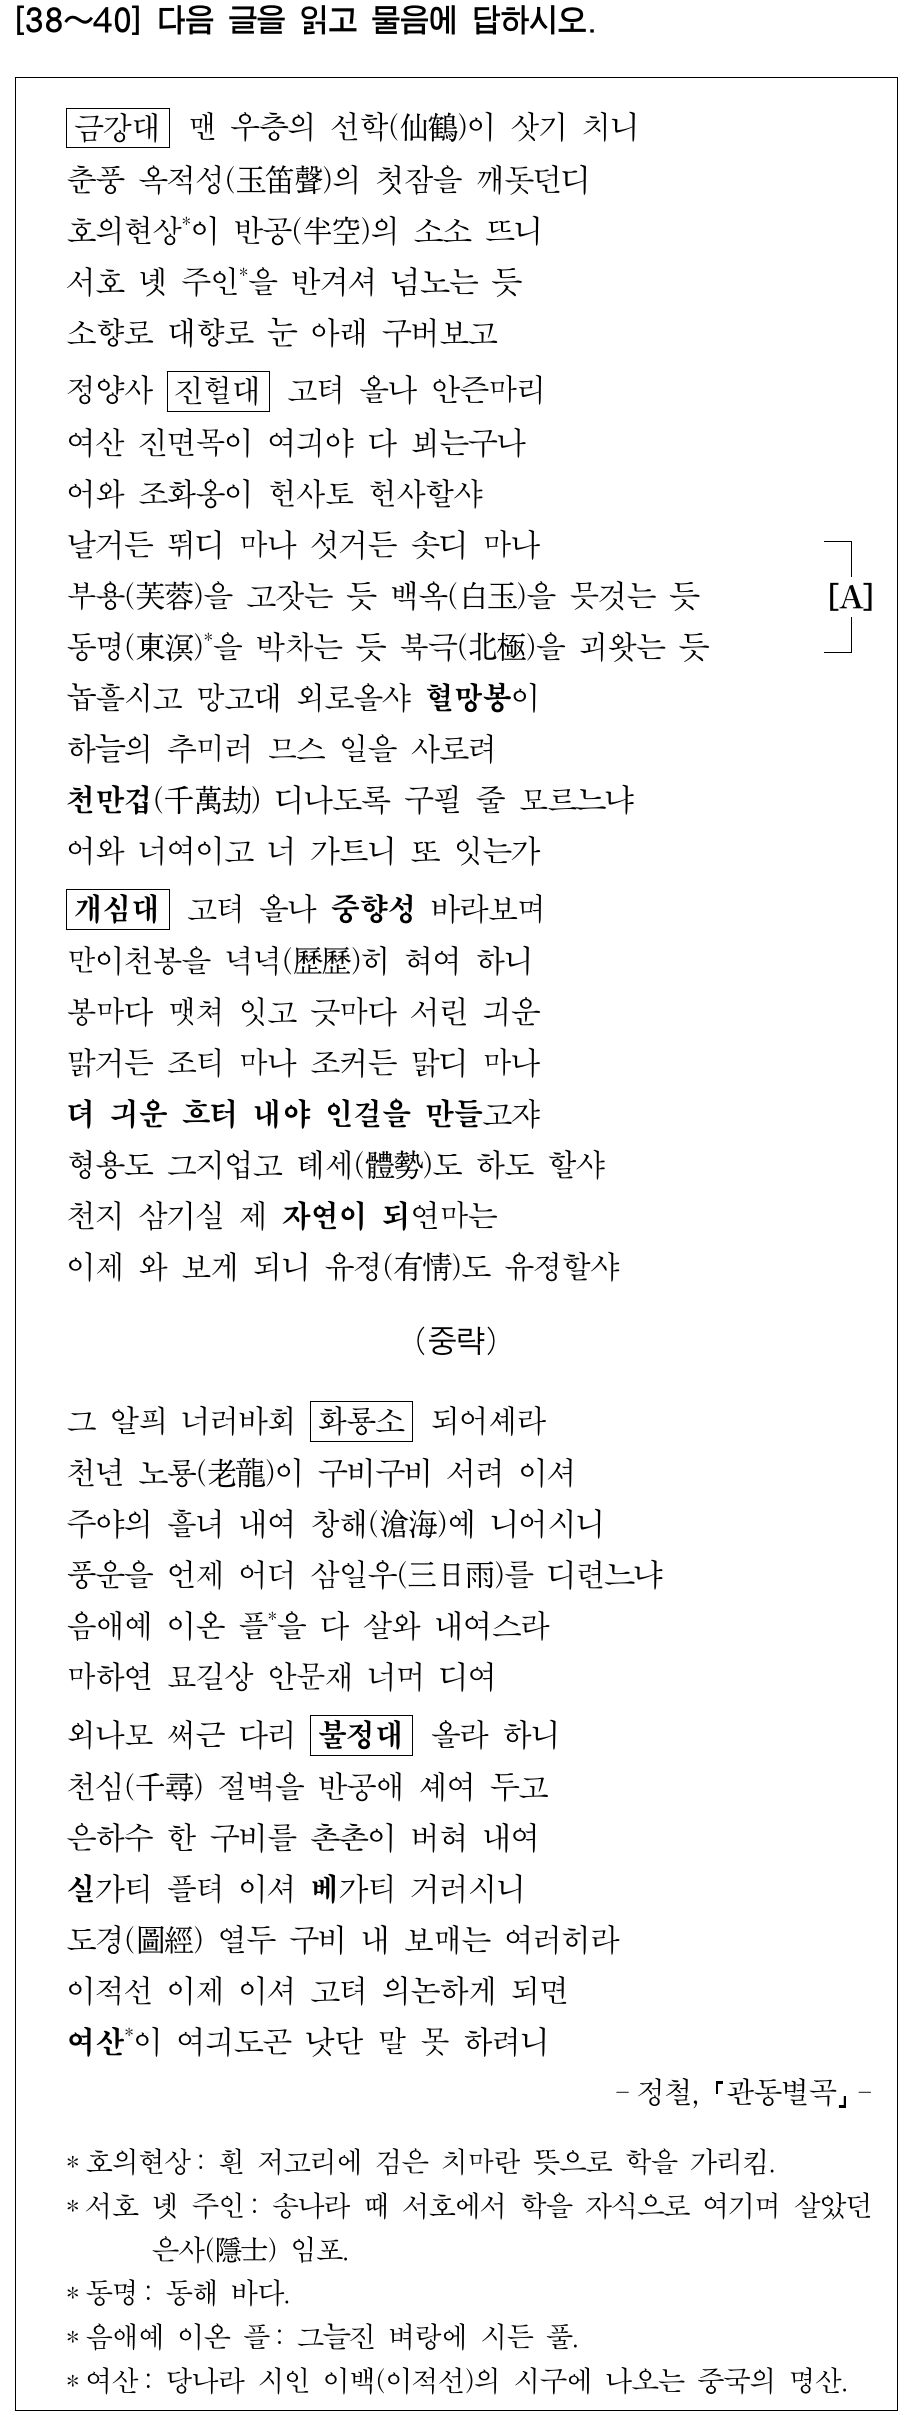 [38～40] 다음 글을 읽고 물음에 답하시오.
금강대 맨 우층의 선학(仙鶴)이 삿기 치니
춘풍 옥적성(玉笛聲)의 첫잠을 깨돗던디
호의현상*이 반공(半空)의 소소 뜨니
서호 녯 주인*을 반겨셔 넘노는 듯
소향로 대향로 눈 아래 구버보고
정양사 진헐대 고텨 올나 안즌마리
여산 진면목이 여긔야 다 뵈는구나
어와 조화옹이 헌사토 헌사할샤
날거든 뛰디 마나 섯거든 솟디 마나
부용(芙蓉)을 고잣는 듯 백옥(白玉)을 믓것는 듯
[A]
동명(東溟)*을 박차는 듯 북극(北極)을 괴왓는 듯
놉흘시고 망고대 외로올샤 혈망봉이
하늘의 추미러 므스 일을 사로려
천만겁(千萬劫) 디나도록 구필 줄 모르느냐
어와 너여이고 너 가트니 또 잇는가
개심대 고텨 올나 중향성 바라보며
만이천봉을 녁녁(歷歷)히 혀여 하니
봉마다 맷쳐 잇고 긋마다 서린 긔운
맑거든 조티 마나 조커든 맑디 마나
뎌 긔운 흐터 내야 인걸을 만들고쟈
형용도 그지업고 톄세(體勢)도 하도 할샤
천지 삼기실 제 자연이 되연마는
이제 와 보게 되니 유졍(有情)도 유졍할샤
(중략)
그 알픠 너러바회 화룡소 되어셰라
천년 노룡(老龍)이 구비구비 서려 이셔
주야의 흘녀 내여 창해(滄海)예 니어시니
풍운을 언제 어더 삼일우(三日雨)를 디련느냐
음애예 이온 플*을 다 살와 내여스라
마하연 묘길상 안문재 너머 디여
외나모 써근 다리 불정대 올라 하니
천심(千尋) 절벽을 반공애 셰여 두고
은하수 한 구비를 촌촌이 버혀 내여
실가티 플텨 이셔 베가티 거러시니
도경(圖經) 열두 구비 내 보매는 여러히라
이적선 이제 이셔 고텨 의논하게 되면
여산*이 여긔도곤 낫단 말 못 하려니
- 정철, 「관동별곡」 -
* 호의현상 : 흰 저고리에 검은 치마란 뜻으로 학을 가리킴.
* 서호 녯 주인 : 송나라 때 서호에서 학을 자식으로 여기며 살았던
은사(隱士) 임포.
* 동명 : 동해 바다.
* 음애예 이온 플 : 그늘진 벼랑에 시든 풀.
* 여산 : 당나라 시인 이백(이적선)의 시구에 나오는 중국의 명산.